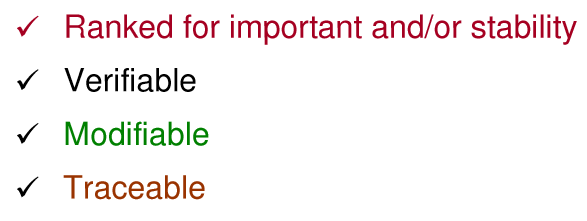 ✓ Ranked for important and/or stability
✓ Verifiable
✓ Modifiable
✓ Traceable